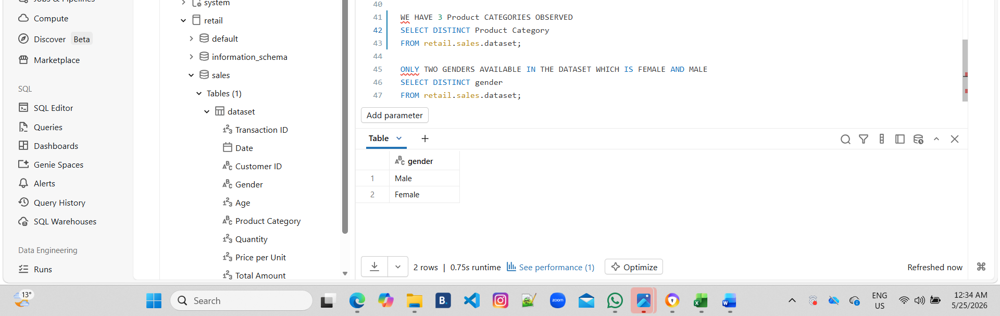 Jobs & Pipelines
Compute
Discover Beta
Marketplace
SQL
SQL Editor
Queries
Dashboards
Genie Spaces
Alerts
Query History
SQL Warehouses
Data Engineering
Runs
system
retail
default
information_schema
sales
Tables (1)
dataset
Transaction ID
Date
Customer ID
Gender
Age
Product Category
Quantity
Price per Unit
Total Amount
40
41 WE HAVE 3 Product CATEGORIES OBSERVED
42 SELECT DISTINCT Product Category
43 FROM retail.sales.dataset;
44
45 ONLY TWO GENDERS AVAILABLE IN THE DATASET WHICH IS FEMALE AND MALE
46 SELECT DISTINCT gender
47 FROM retail.sales.dataset;
Add parameter
Table
gender
1 Male
2 Female
2 rows | 0.75s runtime See performance (1) Optimize
Refreshed now
13°
Search
B.
zoom
ENG
US
12:34 AM
5/25/2026